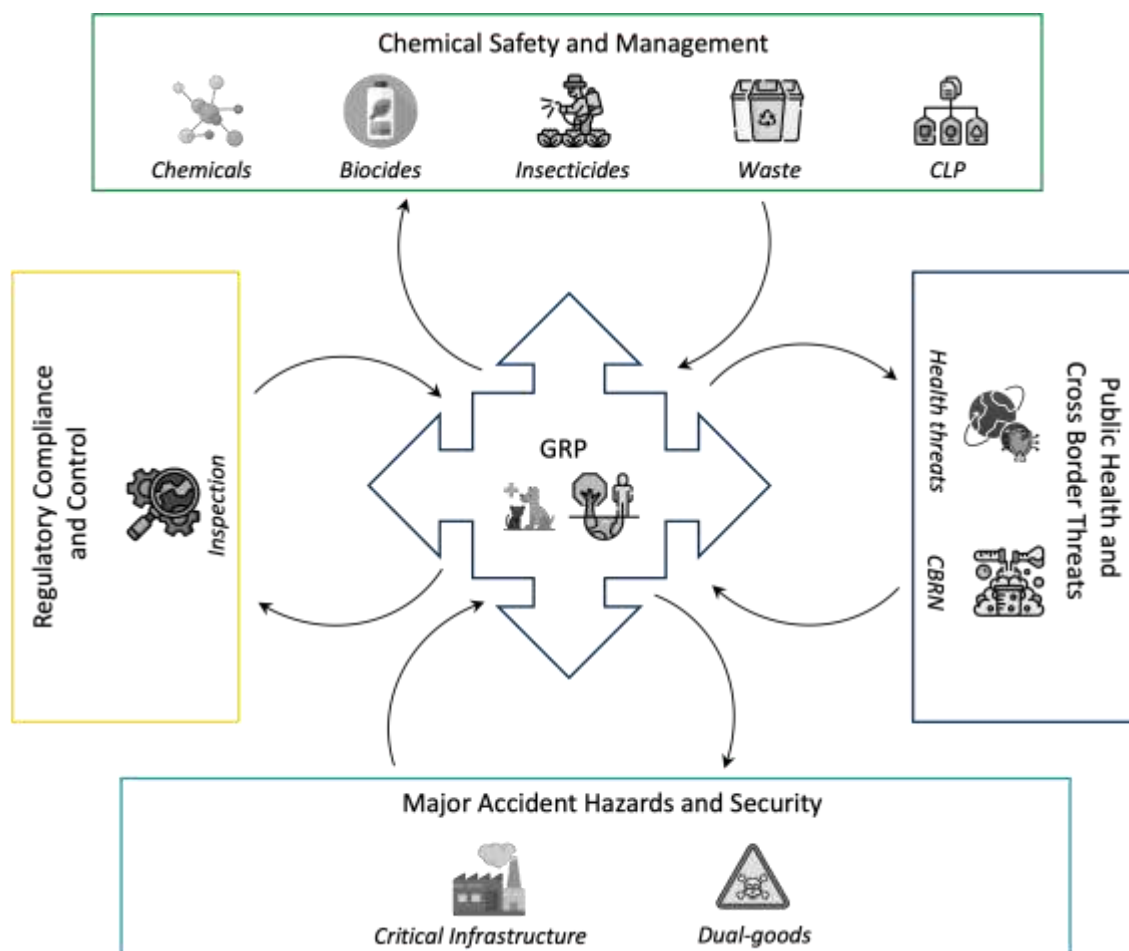 Chemical Safety and Management
Chemicals
Biocides
Insecticides
Waste
CLP
Regulatory Compliance
and Control
Inspection
GRP
Health threats
CBRN
Public Health and
Cross Border Threats
Major Accident Hazards and Security
Critical Infrastructure
Dual-goods